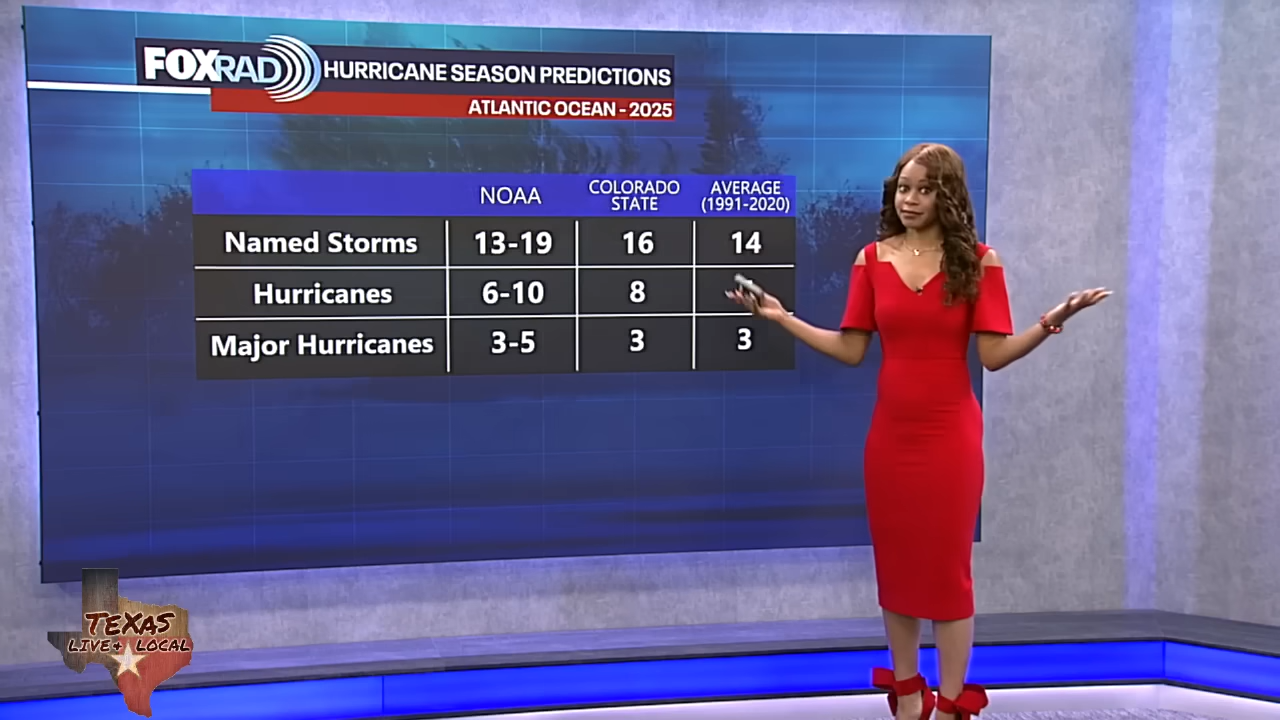 FOXRAD HURRICANE SEASON PREDICTIONS
ATLANTIC OCEAN - 2025
NOAA COLORADO STATE AVERAGE (1991-2020)
Named Storms 13-19 16 14
Hurricanes 6-10 8
Major Hurricanes 3-5 3 3
TEXAS
LIVE & LOCAL